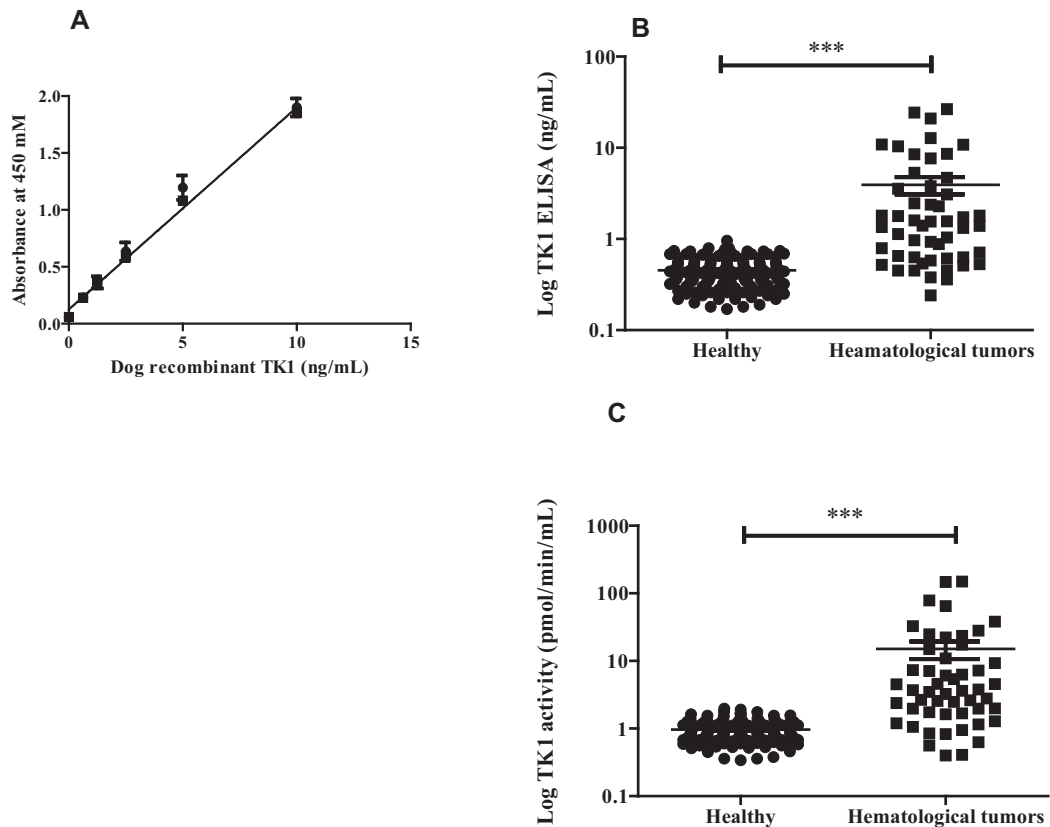 A
Absorbance at 450 mM
2.0
1.5
1.0
0.5
0.0
0
5
10
15
Dog recombinant TK1 (ng/mL)
B
Log TK1 ELISA (ng/mL)
100
10
1
0.1
***
Healthy
Heamatological tumors
C
Log TK1 activity (pmol/min/mL)
1000
100
10
1
0.1
***
Healthy
Hematological tumors